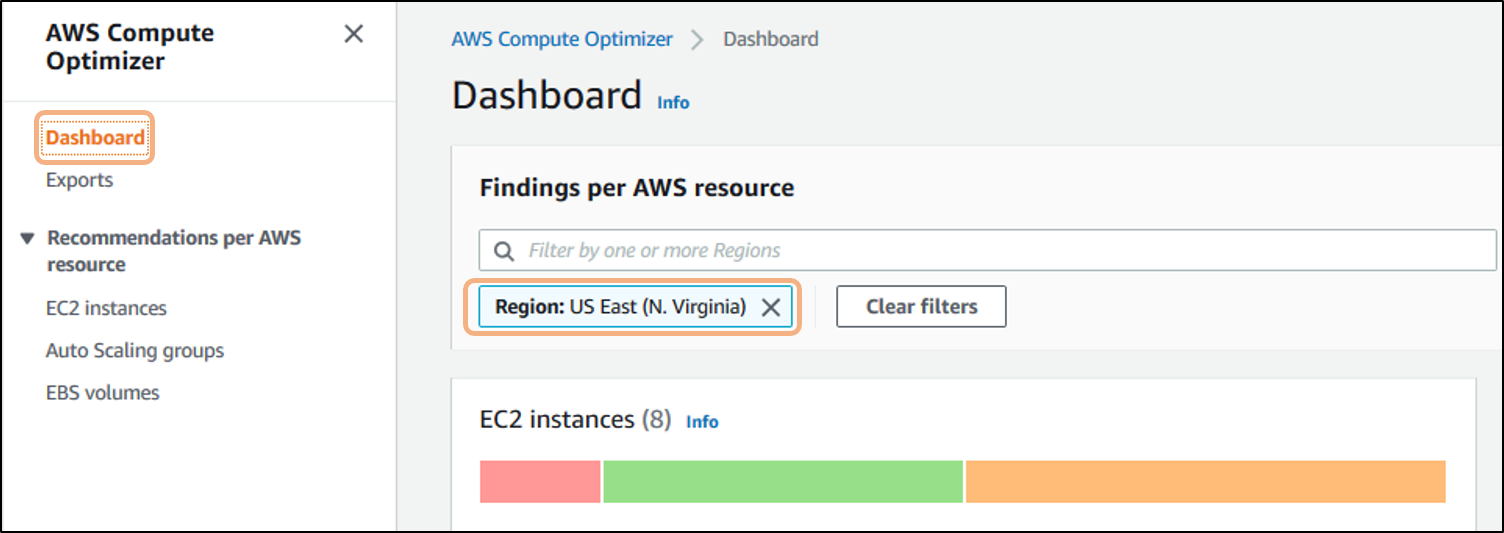 AWS Compute
Optimizer
Dashboard
Exports
Recommendations per AWS
resource
EC2 instances
Auto Scaling groups
EBS volumes
AWS Compute Optimizer > Dashboard
Dashboard Info
Findings per AWS resource
Filter by one or more Regions
Region: US East (N. Virginia)
Clear filters
EC2 instances (8) Info